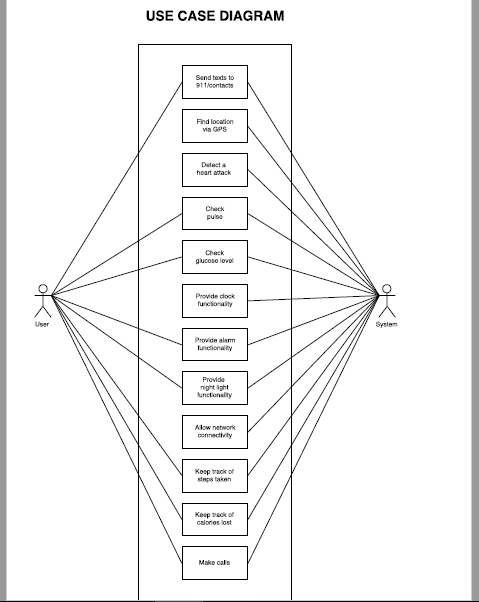 USE CASE DIAGRAM
Send texts to
911/contacts
Find location
via GPS
Detect a
heart attack
Check
pulse
Check
glucose level
Provide clock
functionality
User
System
Provide alarm
functionality
Provide
night light
functionality
Allow network
connectivity
Keep track of
steps taken
Keep track of
calories lost
Make calls